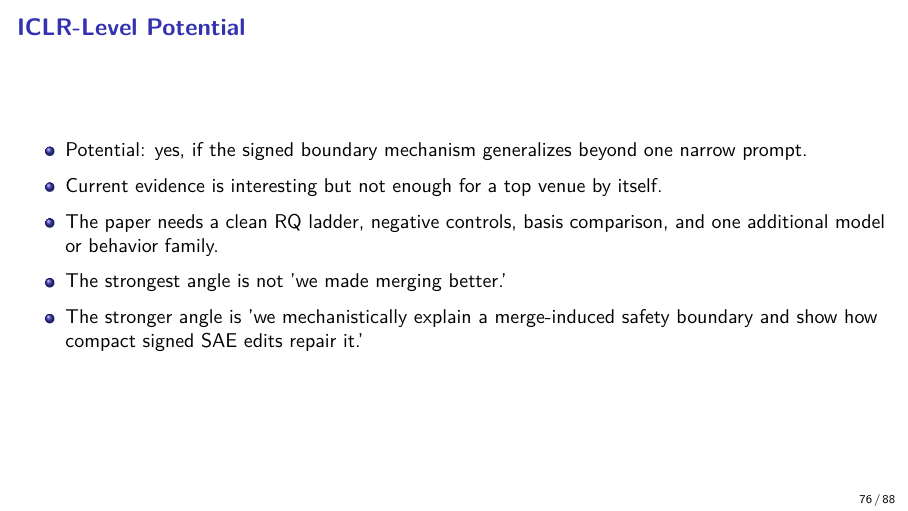 ICLR-Level Potential
Potential: yes, if the signed boundary mechanism generalizes beyond one narrow prompt.
Current evidence is interesting but not enough for a top venue by itself.
The paper needs a clean RQ ladder, negative controls, basis comparison, and one additional model
or behavior family.
The strongest angle is not ’we made merging better.’
The stronger angle is ’we mechanistically explain a merge-induced safety boundary and show how
compact signed SAE edits repair it.’
76 / 88